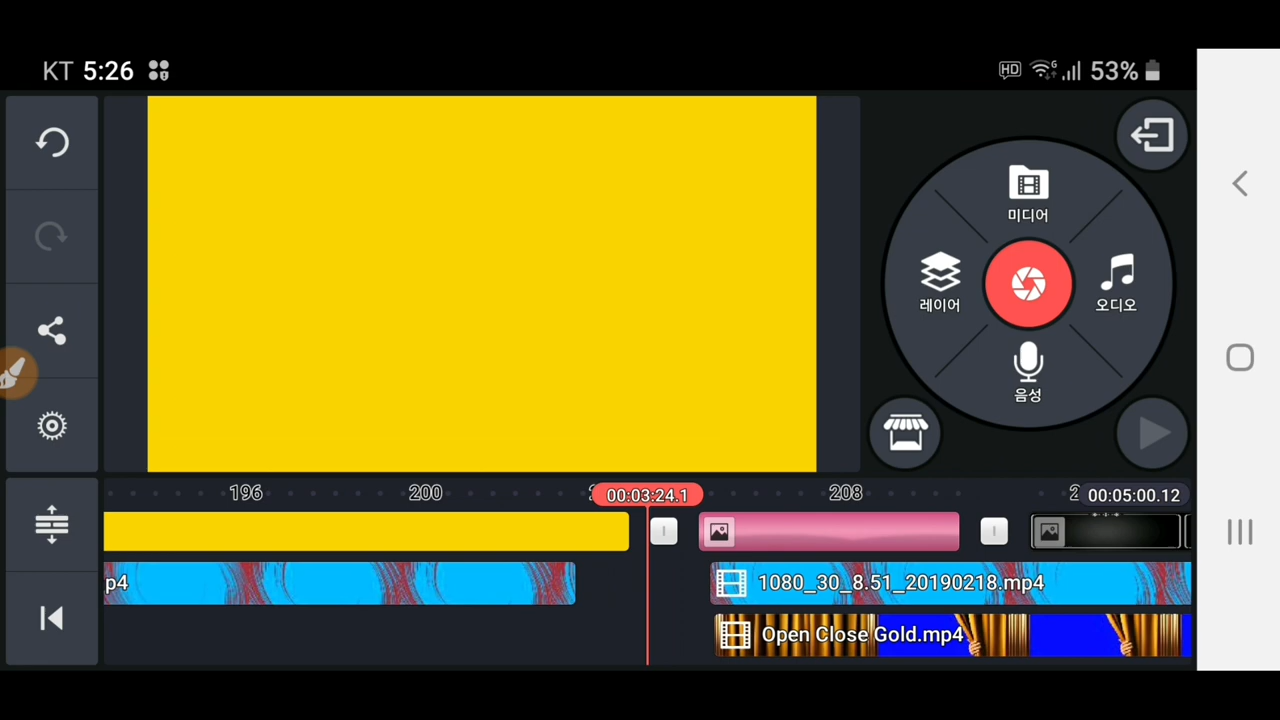 KT 5:26
HD 6 53%
미디어
레이어
오디오
음성
196 200 00:03:24.1 208 00:05:00.12
p4
1080_30_8.51_20190218.mp4
Open Close Gold.mp4